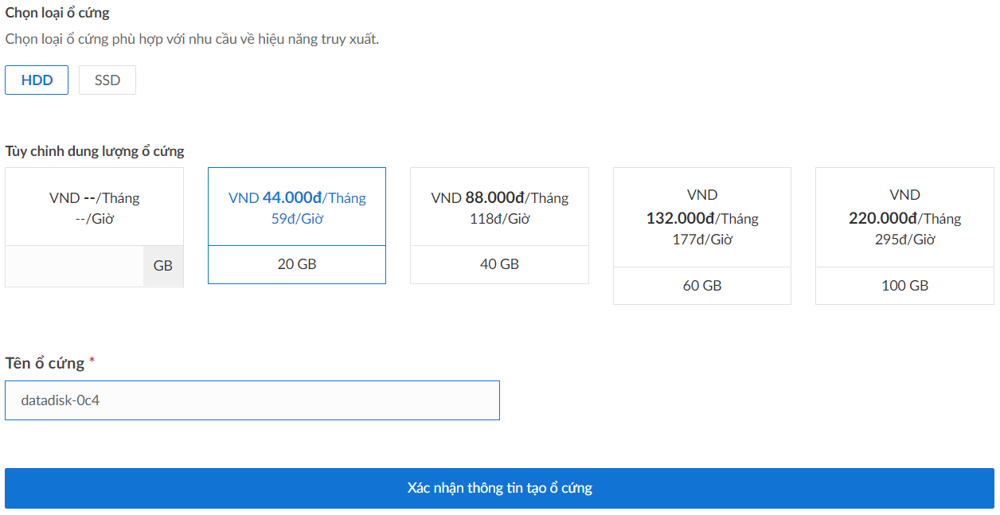 Chọn loại ổ cứng
Chọn loại ổ cứng phù hợp với nhu cầu về hiệu năng truy xuất.
HDD
SSD
Tùy chỉnh dung lượng ổ cứng
VND --/Tháng
--/Giờ
GB
VND 44.000đ/Tháng
59đ/Giờ
20 GB
VND 88.000đ/Tháng
118đ/Giờ
40 GB
VND
132.000đ/Tháng
177đ/Giờ
60 GB
VND
220.000đ/Tháng
295đ/Giờ
100 GB
Tên ổ cứng *
datadisk-0c4
Xác nhận thông tin tạo ổ cứng